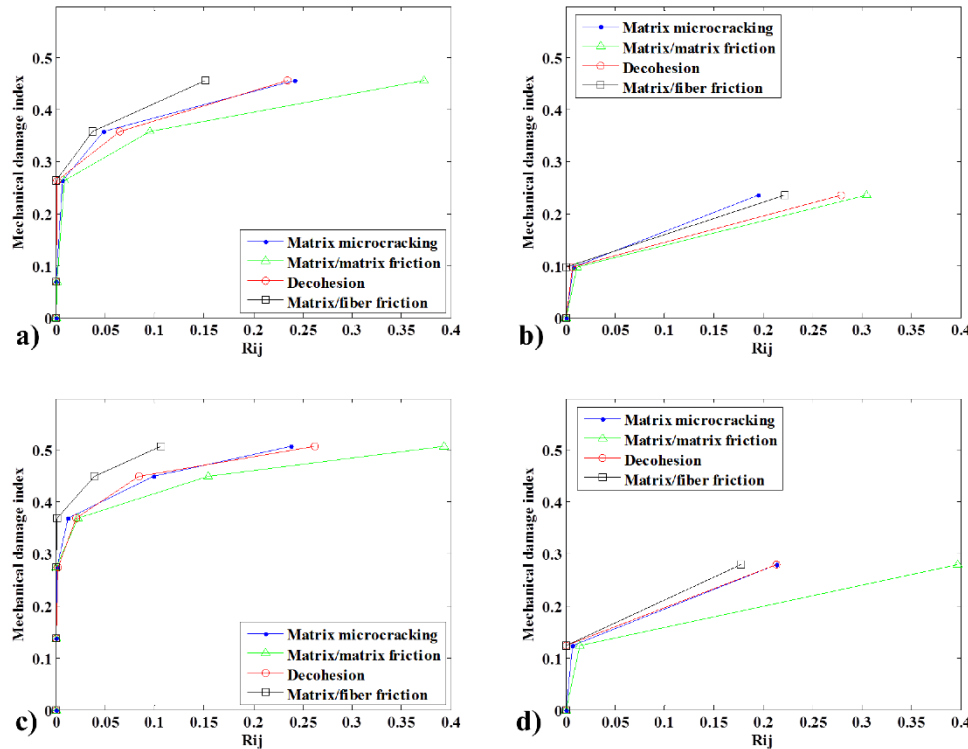 Mechanical damage index
0.5
0.4
0.3
0.2
0.1
0
Matrix microcracking
Matrix/matrix friction
Decohesion
Matrix/fiber friction
0 0.05 0.1 0.15 0.2 0.25 0.3 0.35 0.4
Rij
a)
Mechanical damage index
0.5
0.4
0.3
0.2
0.1
0
Matrix microcracking
Matrix/matrix friction
Decohesion
Matrix/fiber friction
0 0.05 0.1 0.15 0.2 0.25 0.3 0.35 0.4
Rij
b)
Mechanical damage index
0.5
0.4
0.3
0.2
0.1
0
Matrix microcracking
Matrix/matrix friction
Decohesion
Matrix/fiber friction
0 0.05 0.1 0.15 0.2 0.25 0.3 0.35 0.4
Rij
c)
Mechanical damage index
0.5
0.4
0.3
0.2
0.1
0
Matrix microcracking
Matrix/matrix friction
Decohesion
Matrix/fiber friction
0 0.05 0.1 0.15 0.2 0.25 0.3 0.35 0.4
Rij
d)